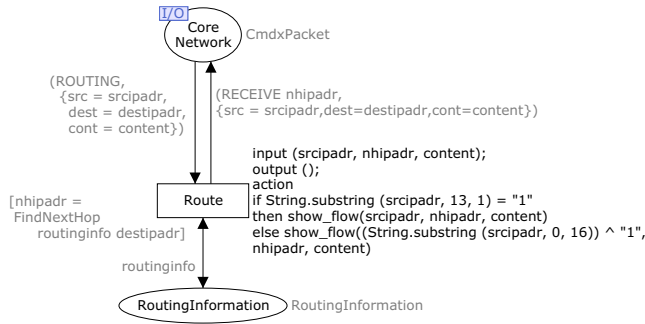 I/O
Core
Network
CmdxPacket
(ROUTING,
{src = srcipadr,
dest = destipadr,
cont = content})
(RECEIVE nhipadr,
{src = srcipadr,dest=destipadr,cont=content})
input (srcipadr, nhipadr, content);
output ();
action
if String.substring (srcipadr, 13, 1) = "1"
then show_flow(srcipadr, nhipadr, content)
else show_flow((String.substring (srcipadr, 0, 16)) ^ "1",
nhipadr, content)
Route
[nhipadr =
FindNextHop
routinginfo destipadr]
routinginfo
RoutingInformation
RoutingInformation